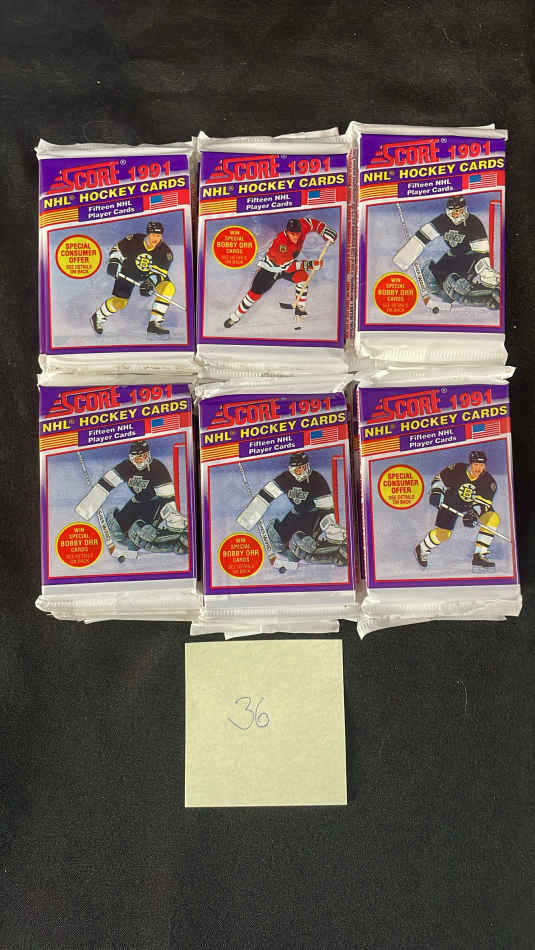 SCORE® 1991
NHL® HOCKEY CARDS
Fifteen NHL
Player Cards
SPECIAL
CONSUMER
OFFER
SEE DETAILS
ON BACK
SCORE® 1991
NHL® HOCKEY CARDS
Fifteen NHL
Player Cards
WIN
SPECIAL
BOBBY ORR
CARDS
SEE DETAILS
ON BACK
SCORE® 1991
NHL® HOCKEY CARDS
Fifteen NHL
Player Cards
WIN
SPECIAL
BOBBY ORR
CARDS
SEE DETAILS
ON BACK
SCORE® 1991
NHL® HOCKEY CARDS
Fifteen NHL
Player Cards
WIN
SPECIAL
BOBBY ORR
CARDS
SEE DETAILS
ON BACK
SCORE® 1991
NHL® HOCKEY CARDS
Fifteen NHL
Player Cards
WIN
SPECIAL
BOBBY ORR
CARDS
SEE DETAILS
ON BACK
SCORE® 1991
NHL® HOCKEY CARDS
Fifteen NHL
Player Cards
SPECIAL
CONSUMER
OFFER
SEE DETAILS
ON BACK
36